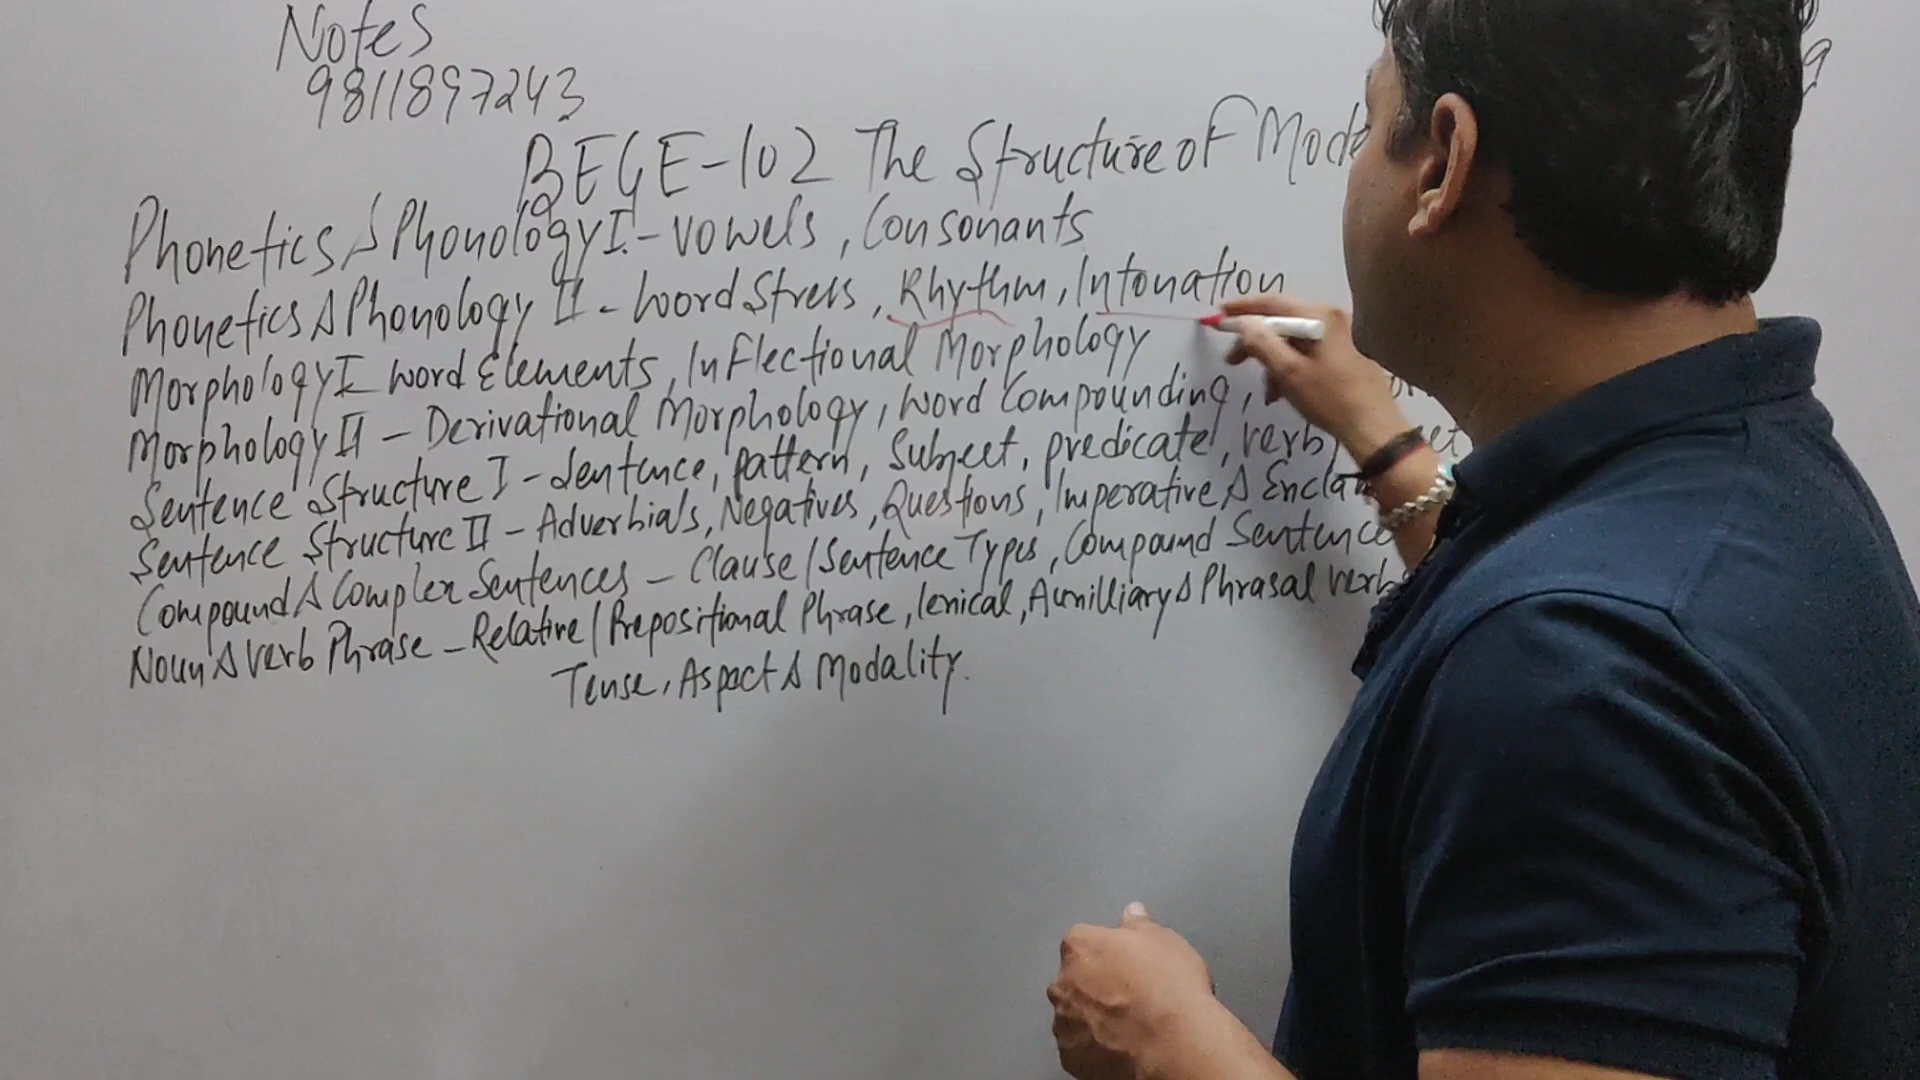 Notes
9811897243
9
BEGE-102 The Structure of Mode
Phonetics & Phonology I - vowels, Consonants
Phonetics & Phonology II - word Stress, Rhythm, Intonation
Morphology I - word Elements, Inflectional Morphology
Morphology II - Derivational Morphology, word Compounding,
Sentence Structure I - Sentence, pattern, Subject, predicate, verb
Sentence Structure II - Adverbials, Negatives, Questions, Imperative & Encla
Compound & Complex Sentences - Clause/Sentence Types, Compound Sentence
Noun & verb Phrase - Relative/Prepositional Phrase, lexical, Auxilliary & Phrasal verb
Tense, Aspect & Modality.